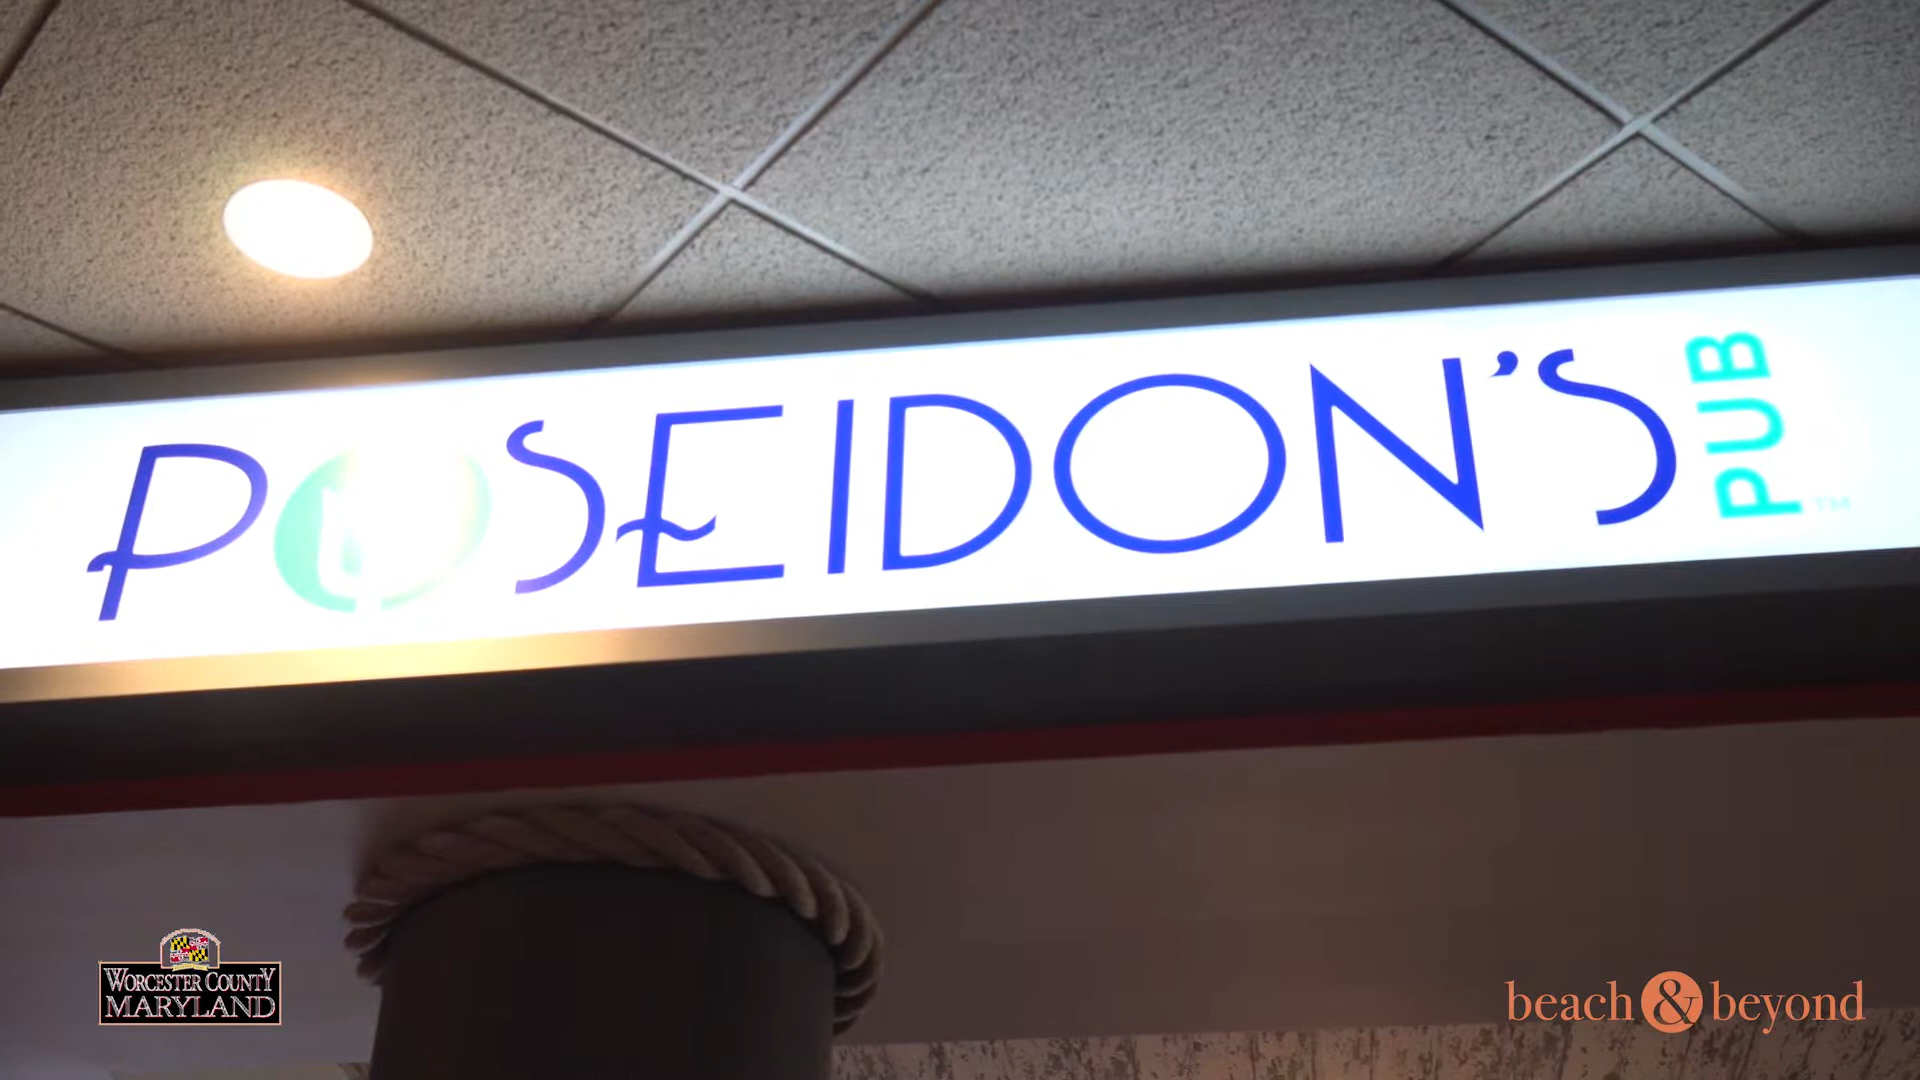 POSEIDON'S
PUB
TM
WORCESTER COUNTY
MARYLAND
beach & beyond